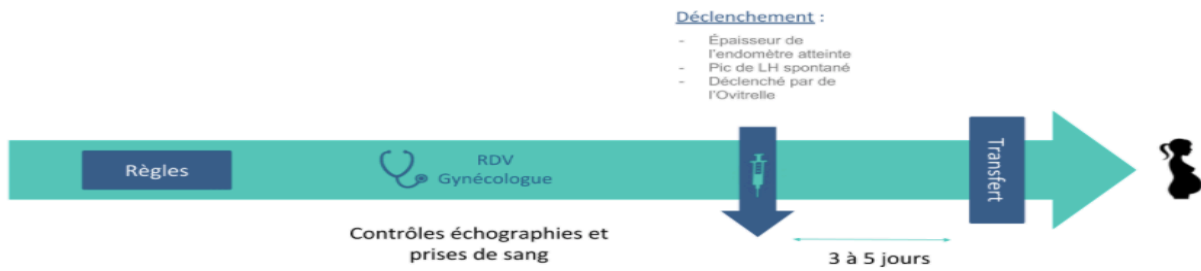 Déclenchement :
- Épaisseur de
l'endomètre atteinte
- Pic de LH spontané
- Déclenché par de
l'Ovitrelle
Règles
RDV
Gynécologue
Transfert
Contrôles échographies et
prises de sang
3 à 5 jours